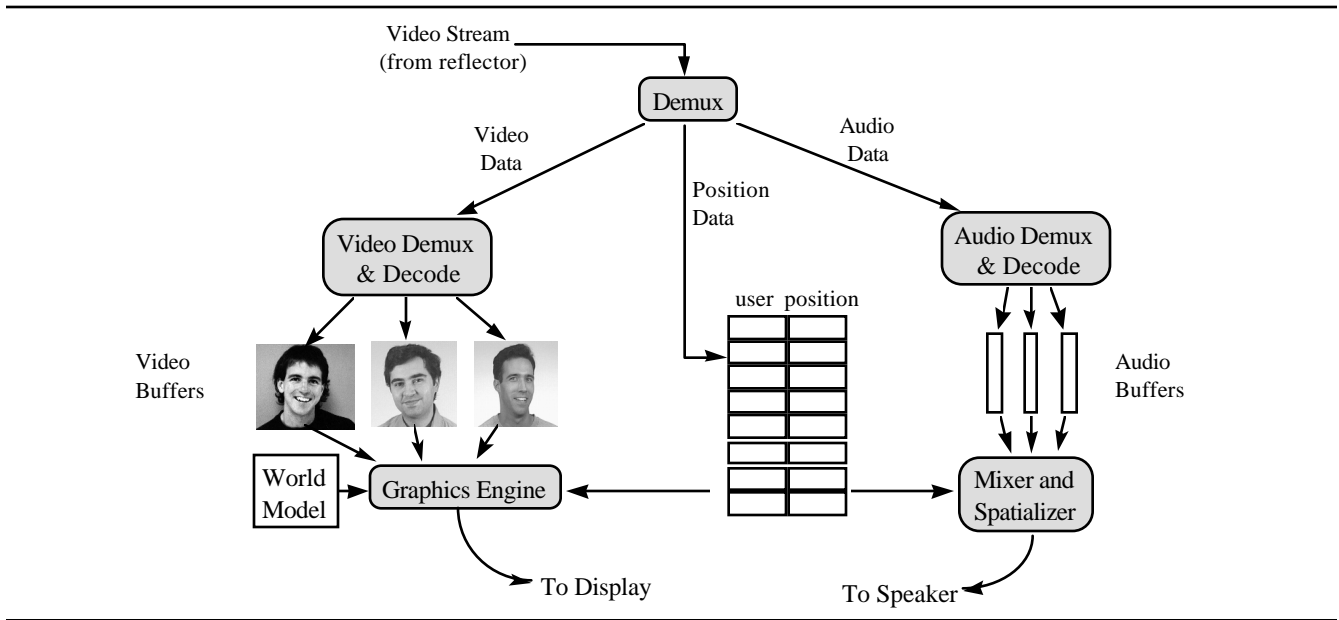 Video Stream
(from reflector)
Demux
Video
Data
Audio
Data
Position
Data
Video Demux
& Decode
Audio Demux
& Decode
user position
Video
Buffers
Audio
Buffers
World
Model
Graphics Engine
Mixer and
Spatializer
To Display
To Speaker